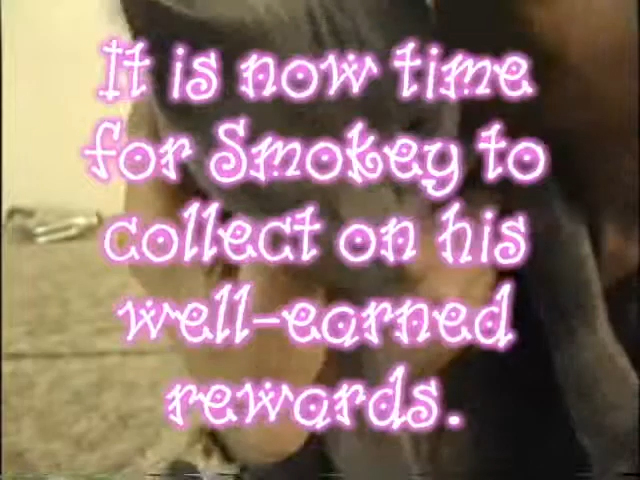 It is now time
for Smokey to
collect on his
well-earned
rewards.